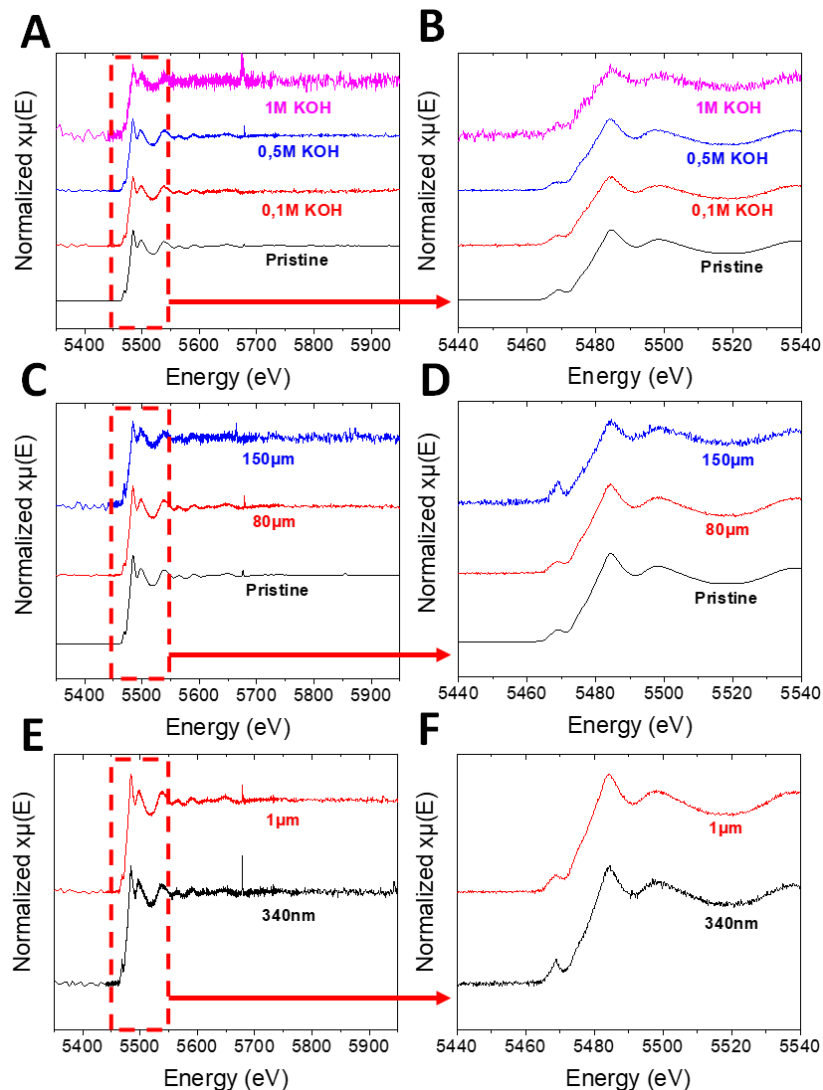 A
Normalized xμ(E)
1M KOH
0,5M KOH
0,1M KOH
Pristine
5400 5500 5600 5700 5800 5900
Energy (eV)
B
Normalized xμ(E)
1M KOH
0,5M KOH
0,1M KOH
Pristine
5440 5460 5480 5500 5520 5540
Energy (eV)
C
Normalized xμ(E)
150μm
80μm
Pristine
5400 5500 5600 5700 5800 5900
Energy (eV)
D
Normalized xμ(E)
150μm
80μm
Pristine
5440 5460 5480 5500 5520 5540
Energy (eV)
E
Normalized xμ(E)
1μm
340nm
5400 5500 5600 5700 5800 5900
Energy (eV)
F
Normalized xμ(E)
1μm
340nm
5440 5460 5480 5500 5520 5540
Energy (eV)